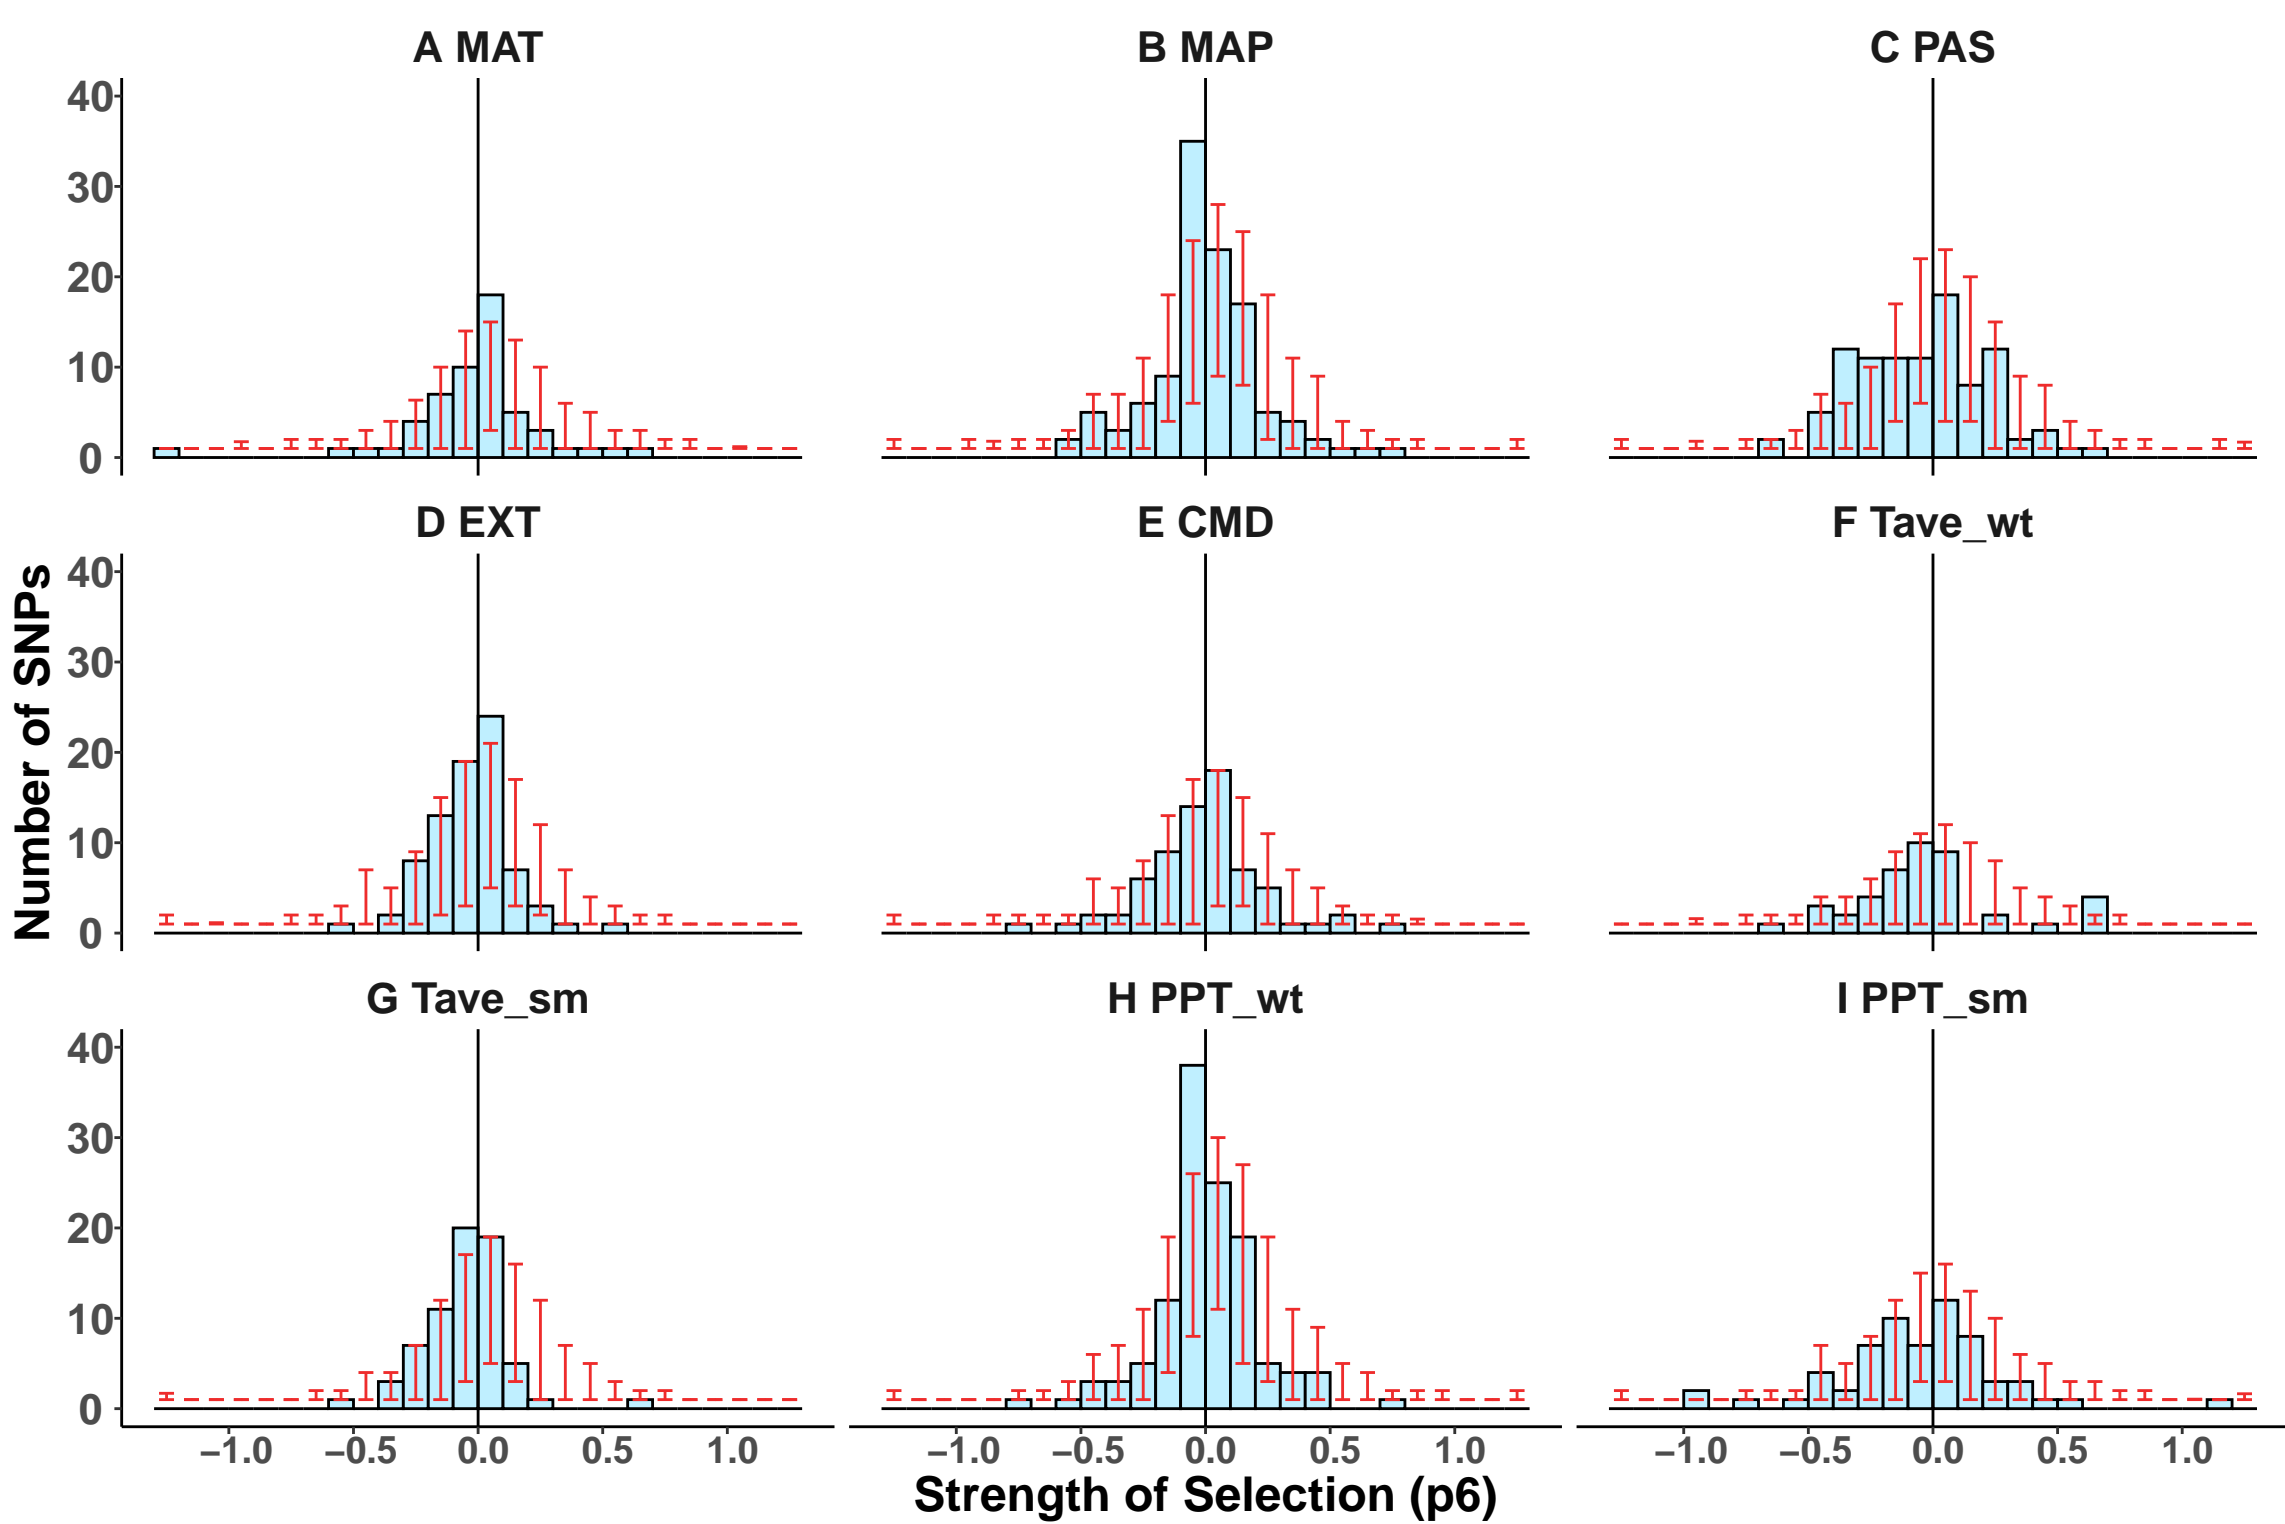 A MAT
B MAP
C PAS
40
30
20
10
0
D EXT
E CMD
F Tave_wt
40
30
20
10
0
Number of SNPs
G Tave_sm
H PPT_wt
I PPT_sm
40
30
20
10
0
−1.0 −0.5 0.0 0.5 1.0
−1.0 −0.5 0.0 0.5 1.0
−1.0 −0.5 0.0 0.5 1.0
Strength of Selection (p6)